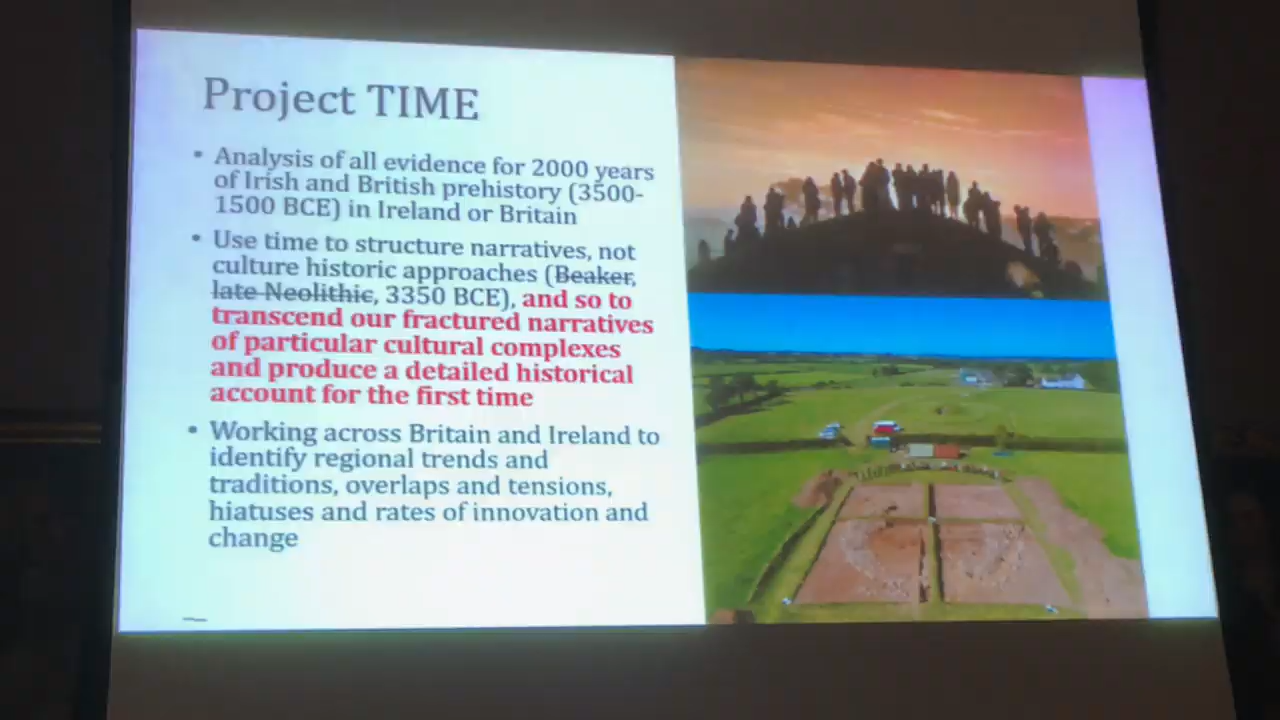 Project TIME
• Analysis of all evidence for 2000 years
of Irish and British prehistory (3500-
1500 BCE) in Ireland or Britain
• Use time to structure narratives, not
culture historic approaches (Beaker,
late Neolithic, 3350 BCE), and so to
transcend our fractured narratives
of particular cultural complexes
and produce a detailed historical
account for the first time
• Working across Britain and Ireland to
identify regional trends and
traditions, overlaps and tensions,
hiatuses and rates of innovation and
change